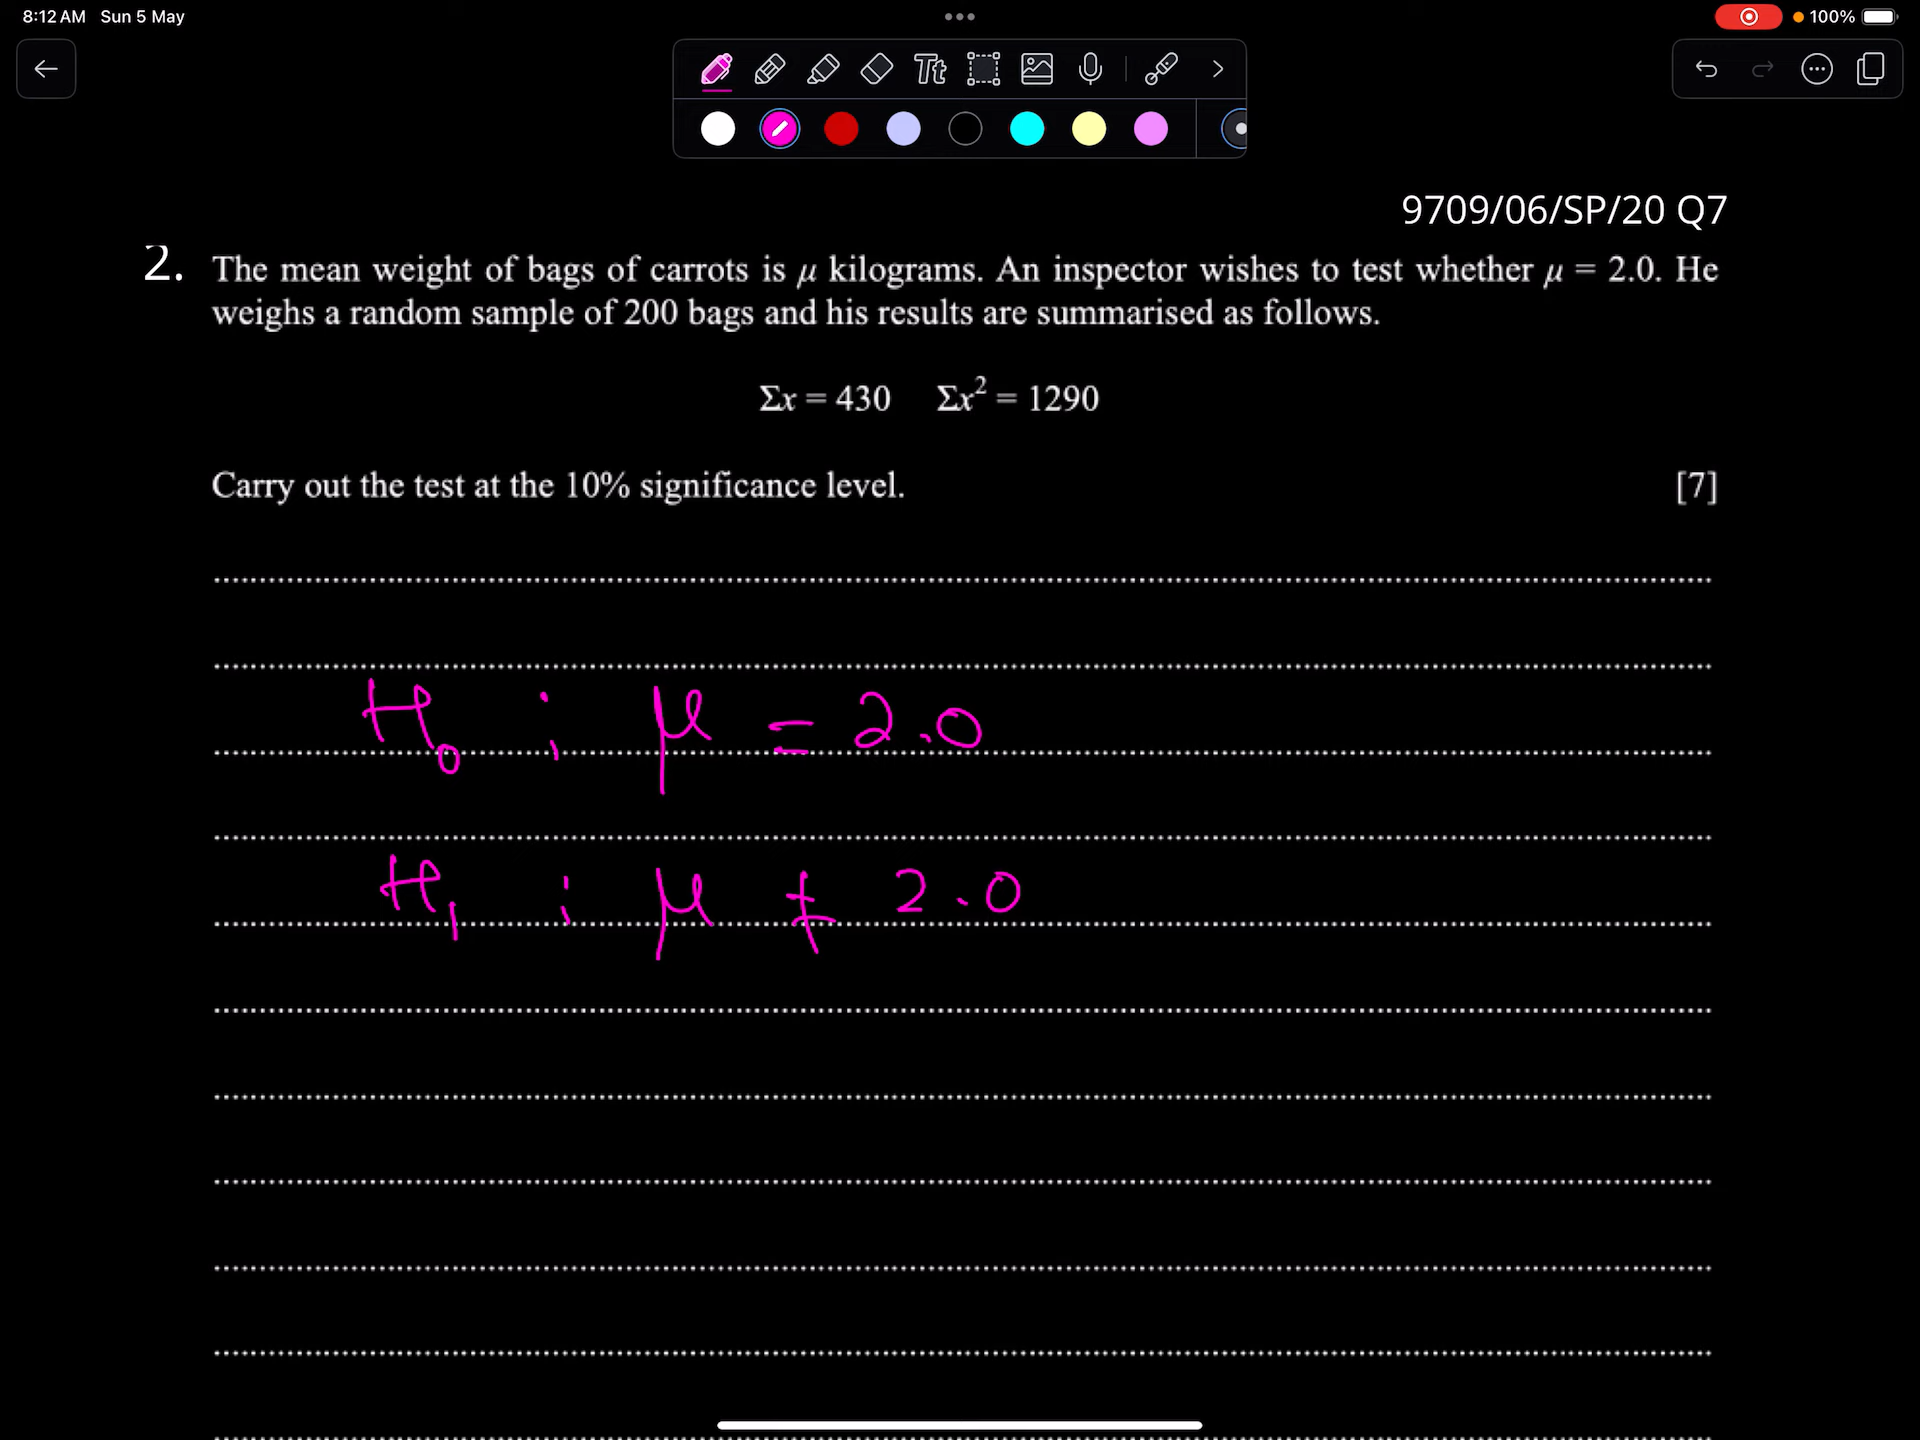 8:12 AM Sun 5 May
100%
Tt
9709/06/SP/20 Q7
2. The mean weight of bags of carrots is μ kilograms. An inspector wishes to test whether μ = 2.0. He
weighs a random sample of 200 bags and his results are summarised as follows.
Σx = 430 Σx² = 1290
Carry out the test at the 10% significance level. [7]
H₀ : μ = 2.0
H₁ : μ ≠ 2.0